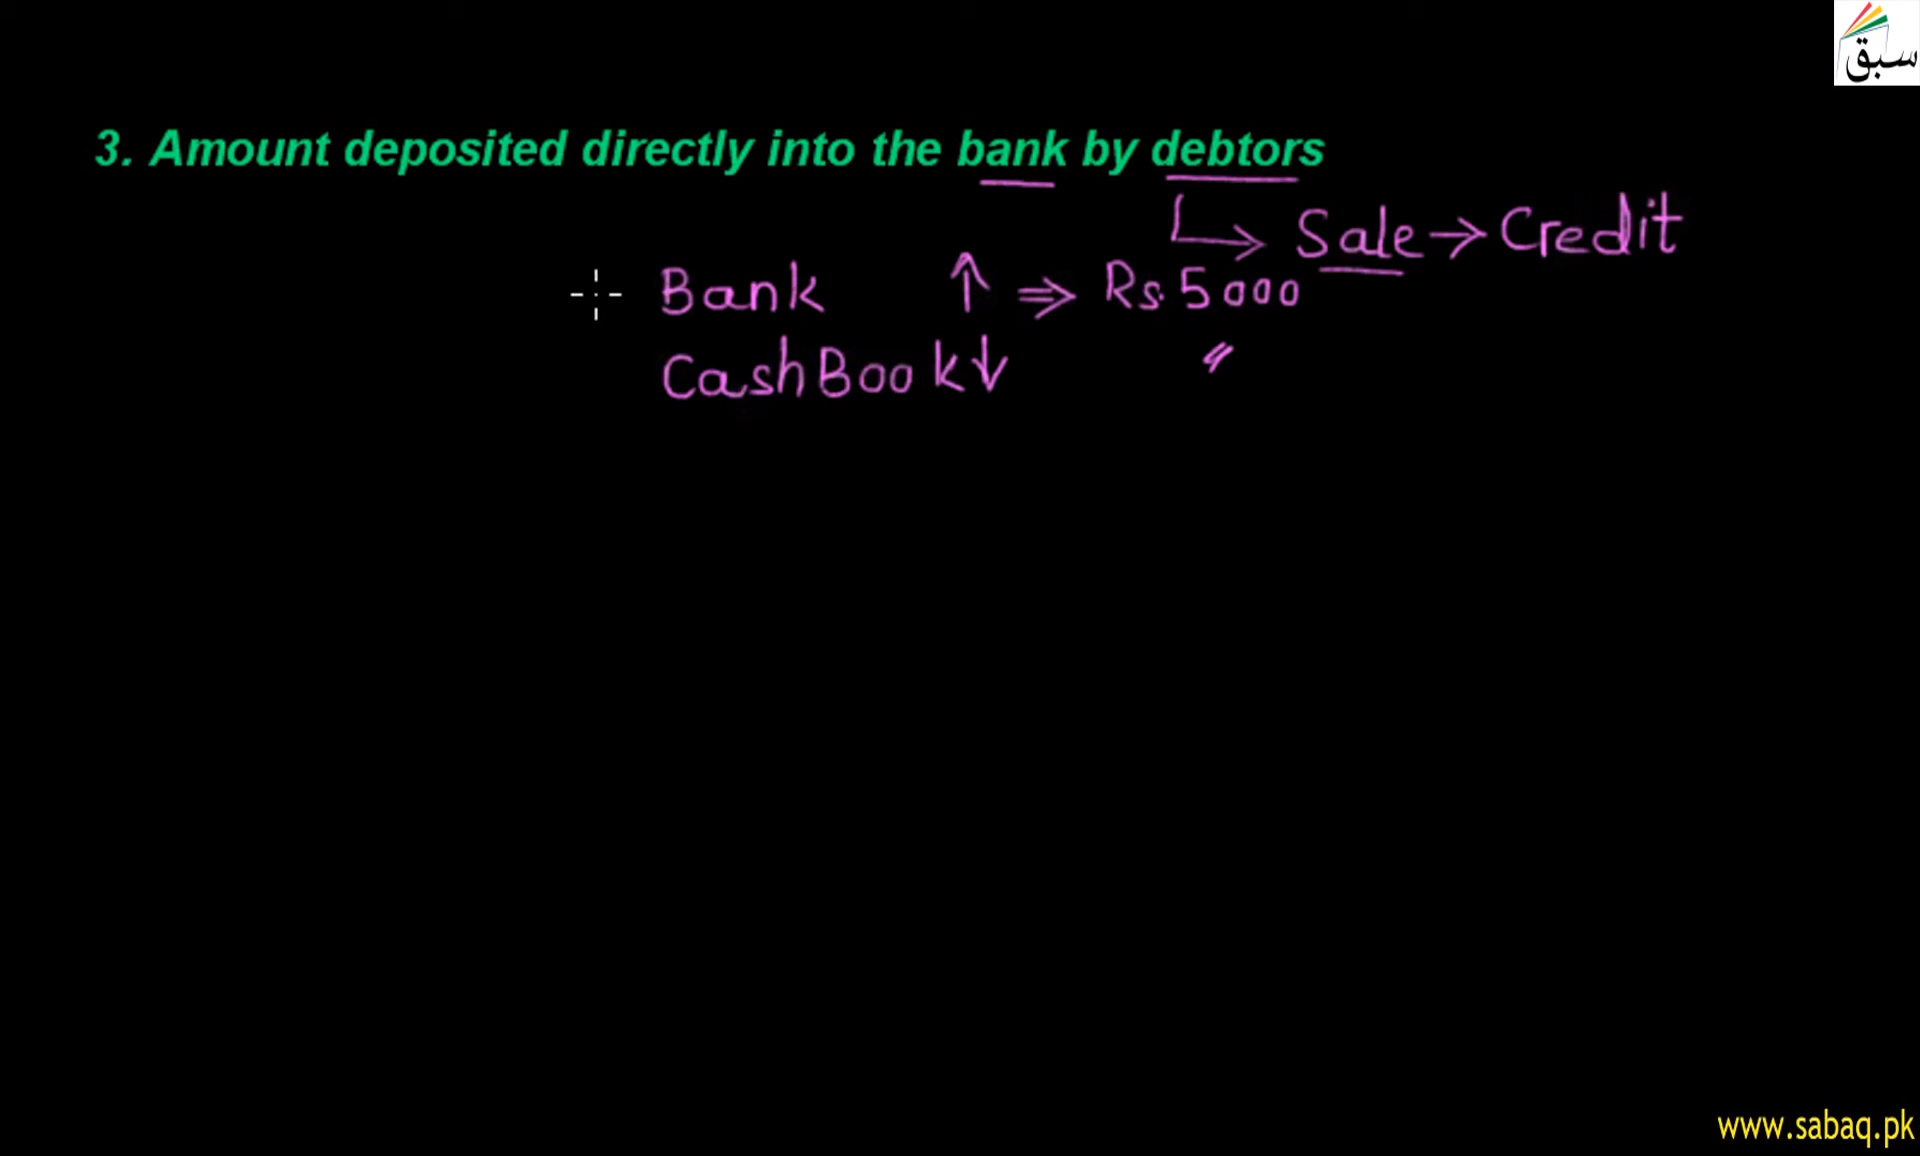 سبق
3. Amount deposited directly into the bank by debtors
↳ Sale → Credit
Bank ↑ ⇒ Rs. 5000
Cash Book ↓ 〃
www.sabaq.pk